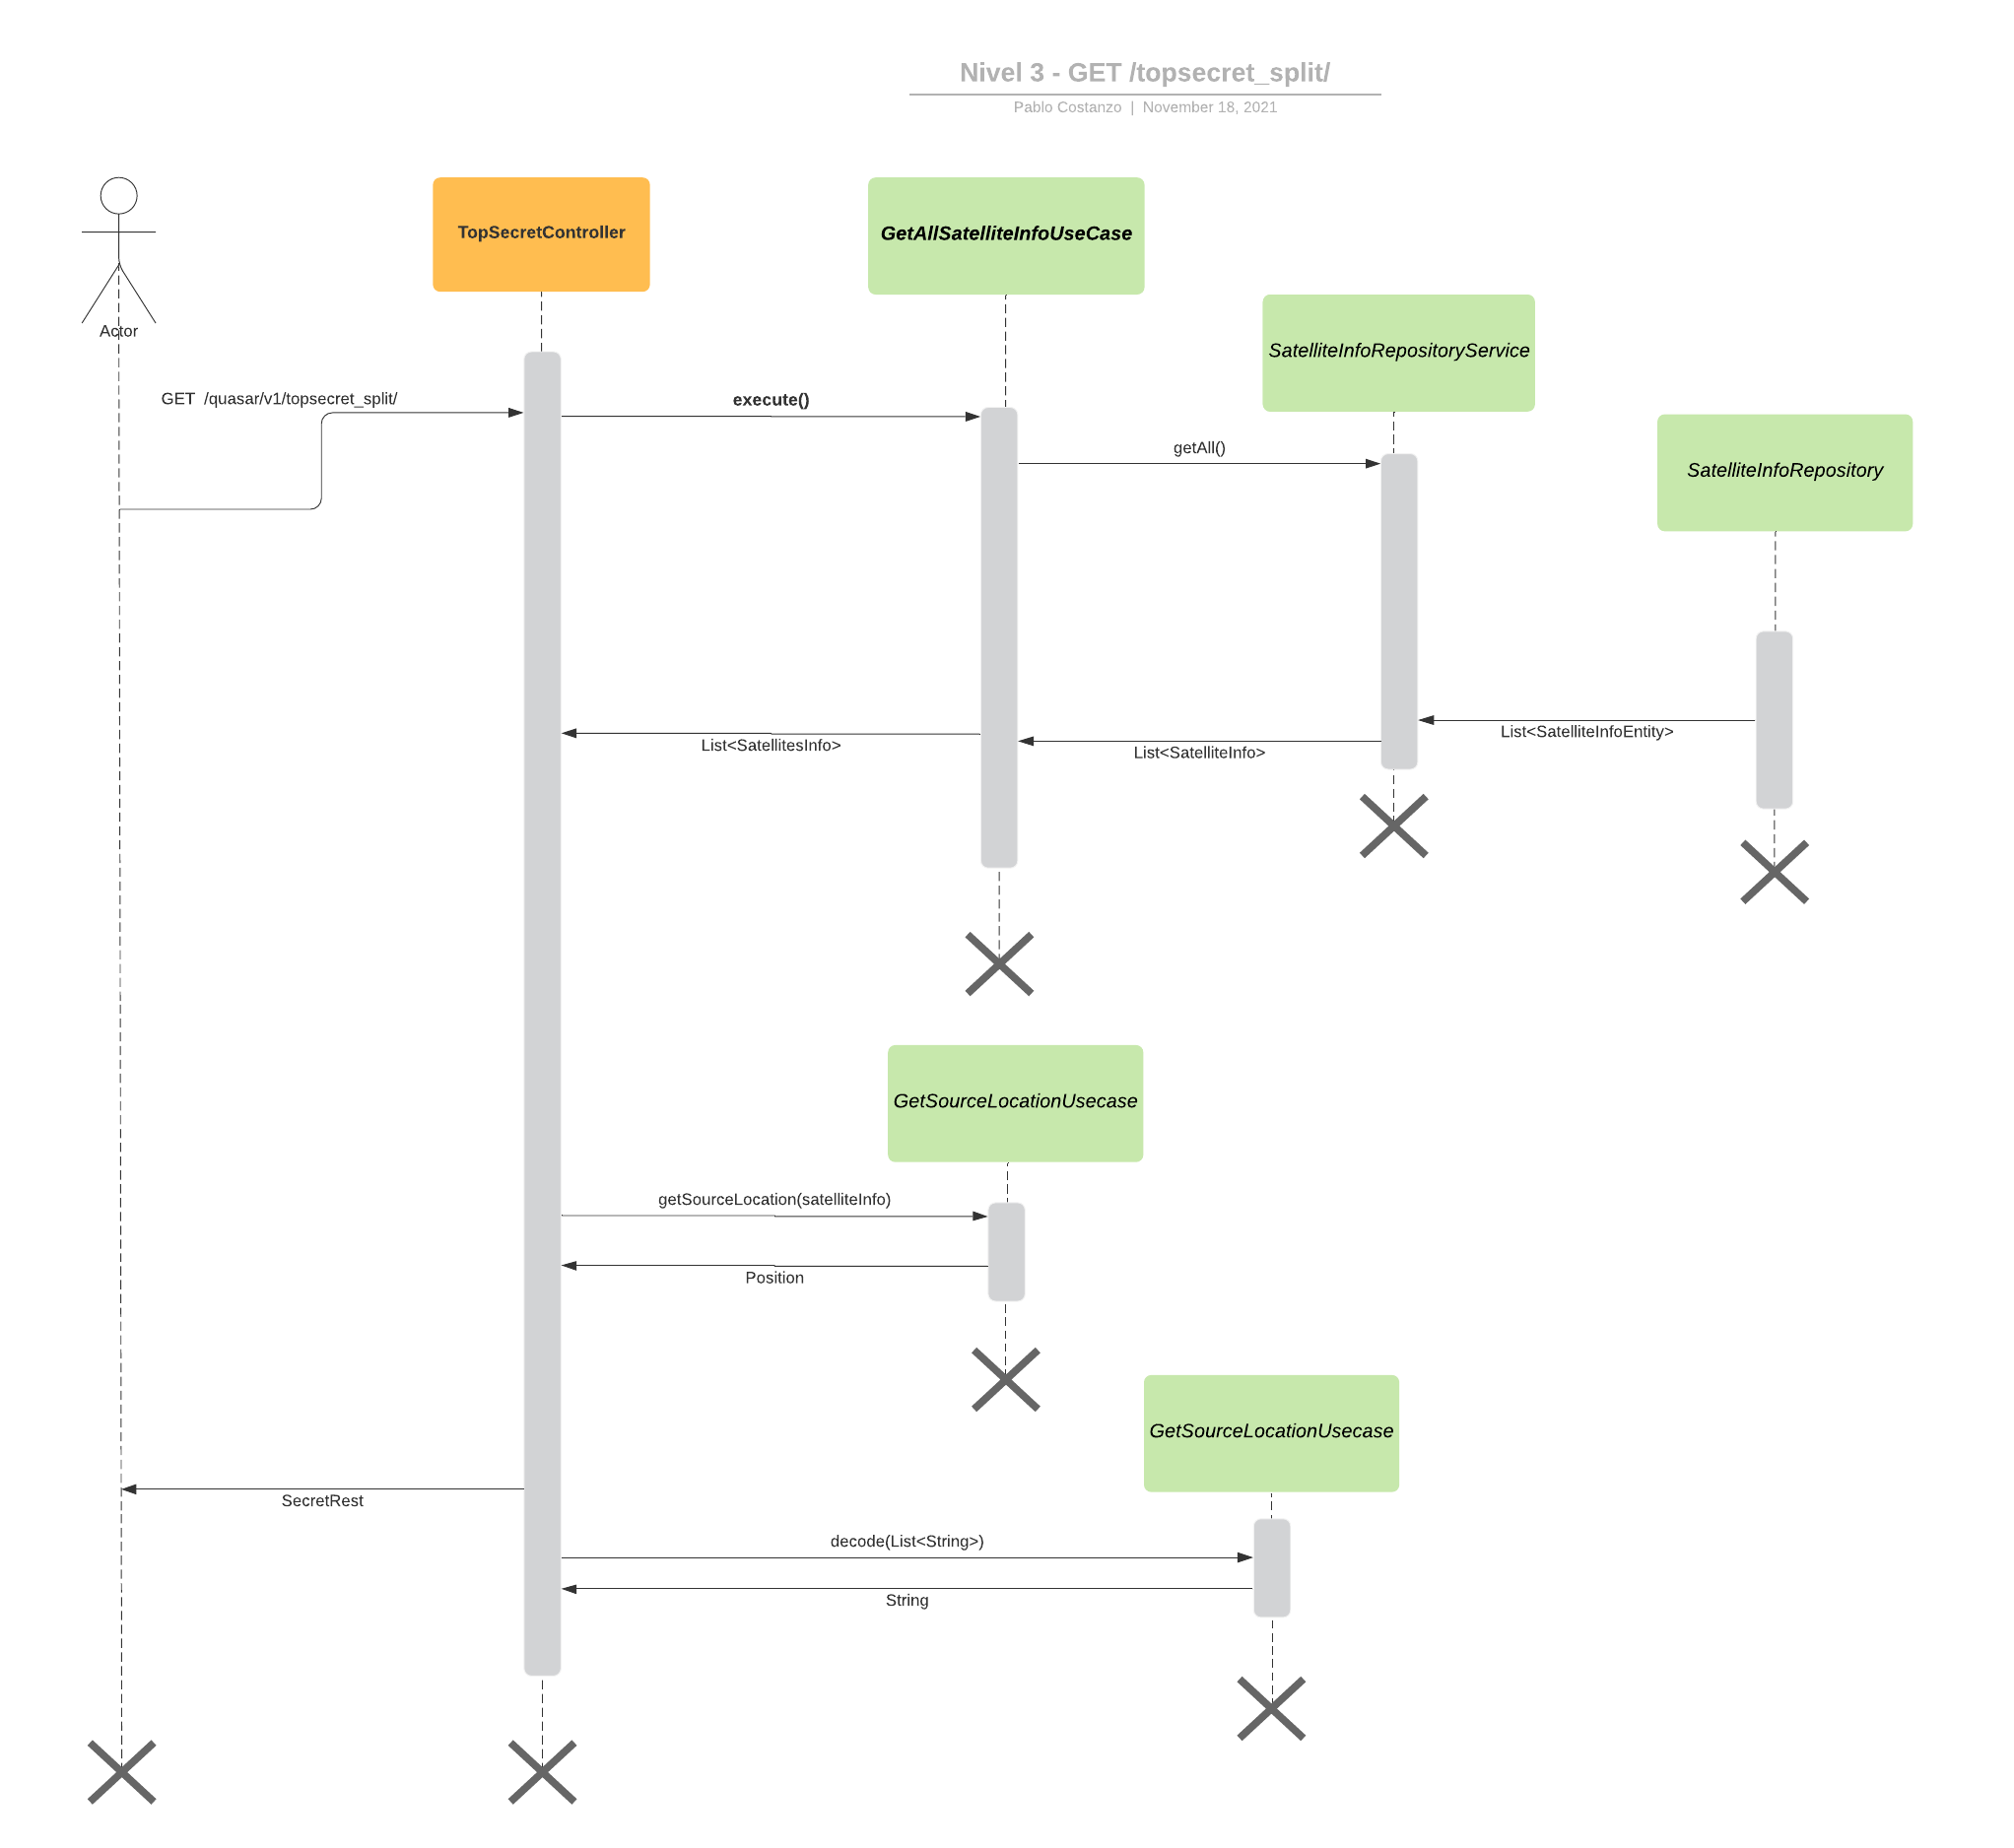 Nivel 3 - GET /topsecret_split/
Pablo Costanzo | November 18, 2021
TopSecretController
GetAllSatelliteInfoUseCase
Actor
SatelliteInfoRepositoryService
GET /quasar/v1/topsecret_split/
execute()
getAll()
SatelliteInfoRepository
List<SatellitesInfo>
List<SatelliteInfo>
List<SatelliteInfoEntity>
GetSourceLocationUsecase
getSourceLocation(satelliteInfo)
Position
GetSourceLocationUsecase
SecretRest
decode(List<String>)
String